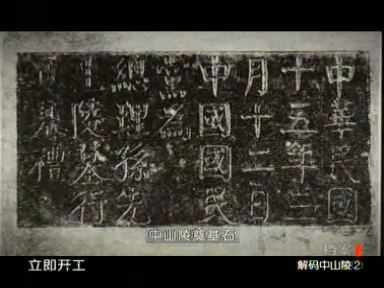 中華民國
十五年三
月十二日
中國國民
黨為
總理孫先
生陵墓行
奠基禮
中山陵奠基石
档案
立即开工
解码中山陵②